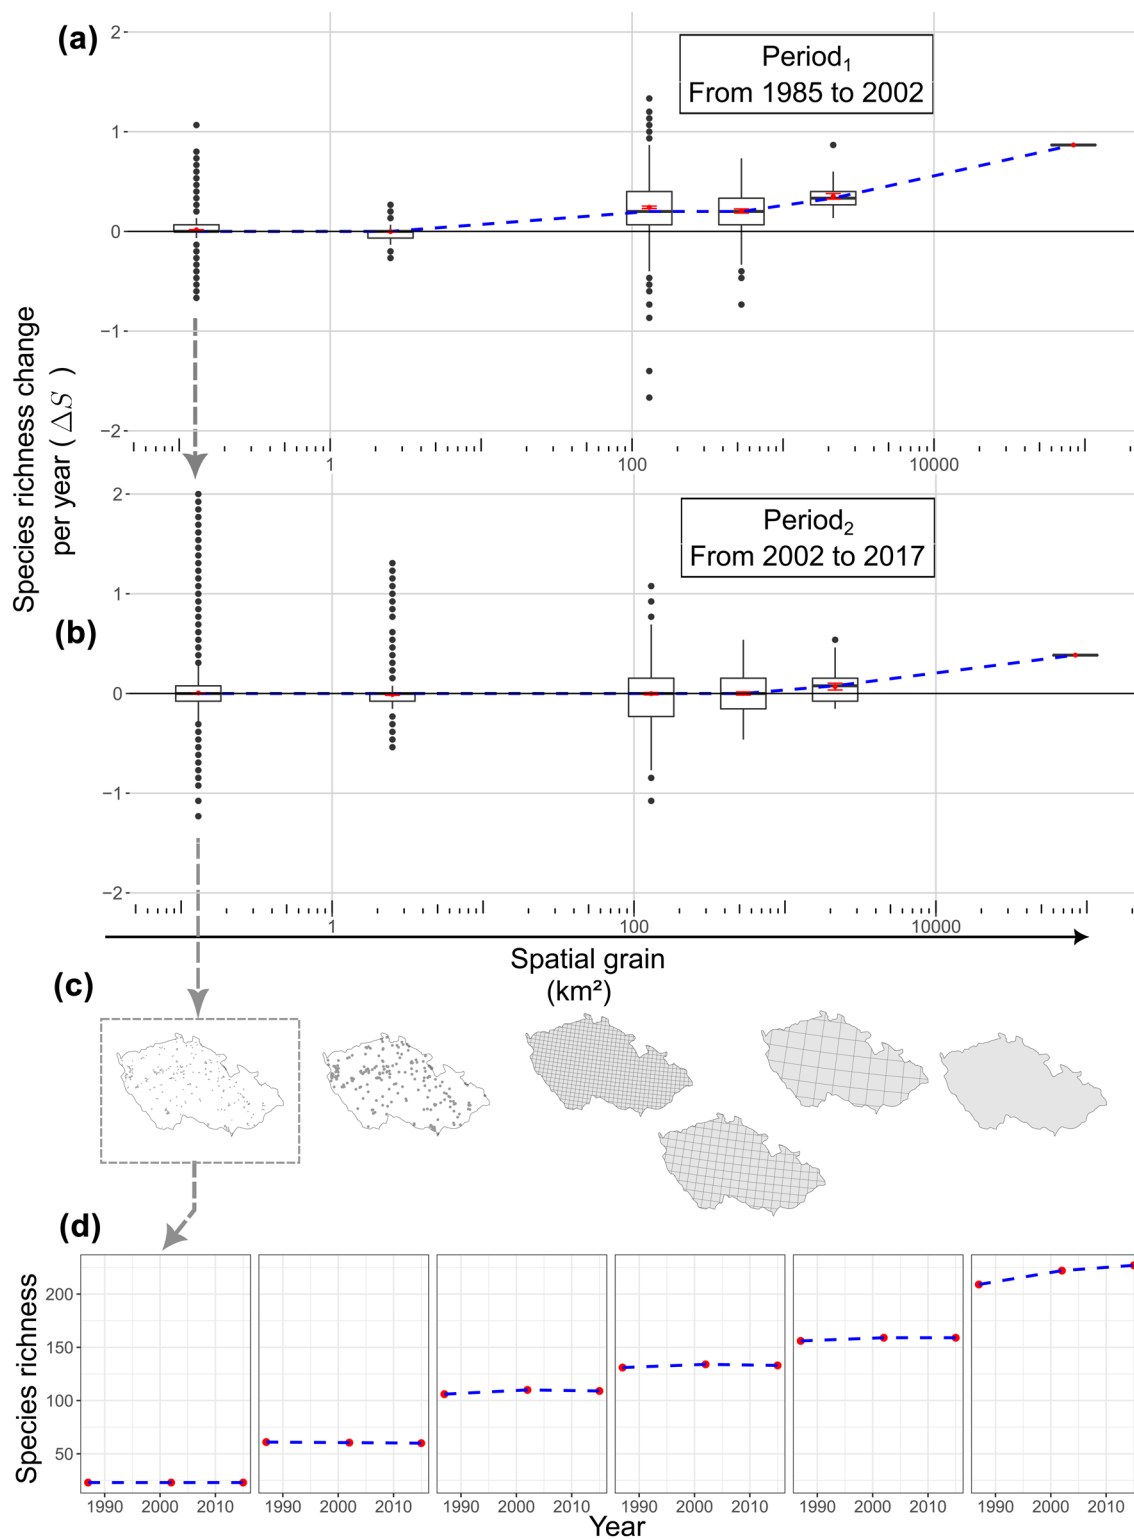 (a)
Period1
From 1985 to 2002
2
1
0
−1
−2
1
100
10000
Species richness change
per year (ΔS)
(b)
Period2
From 2002 to 2017
2
1
0
−1
−2
1
100
10000
Spatial grain
(km²)
(c)
(d)
Species richness
200
150
100
50
1990 2000 2010
1990 2000 2010
1990 2000 2010
1990 2000 2010
1990 2000 2010
1990 2000 2010
Year